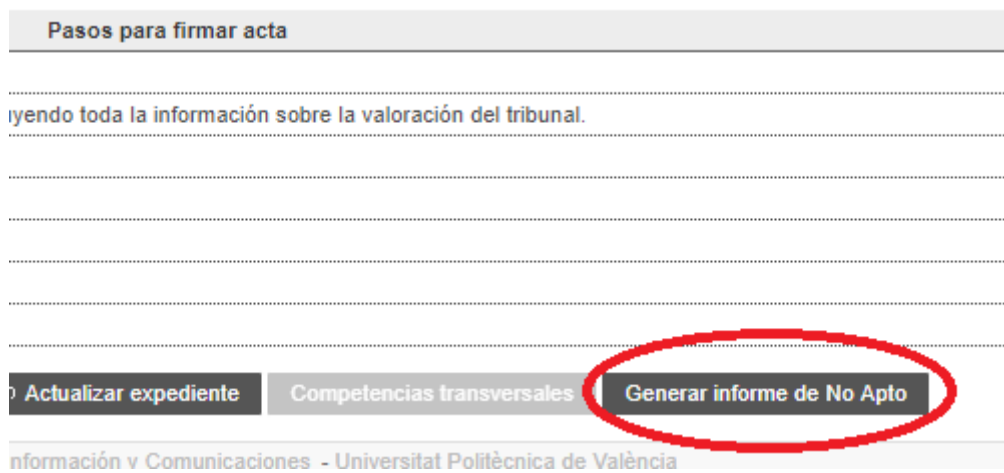 Pasos para firmar acta
yendo toda la información sobre la valoración del tribunal.
Actualizar expediente Competencias transversales Generar informe de No Apto
nformación y Comunicaciones - Universitat Politècnica de València